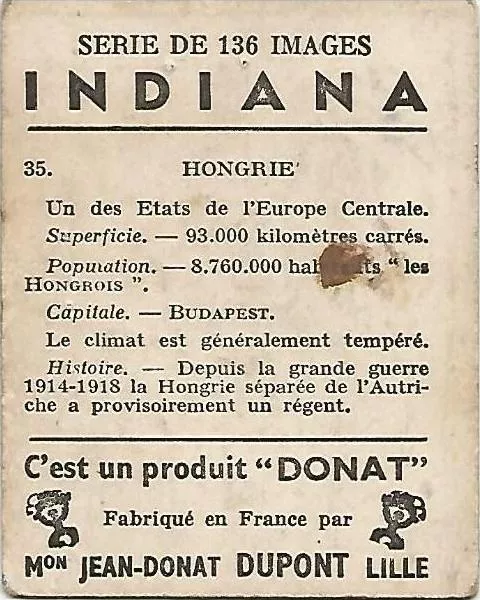 SERIE DE 136 IMAGES
INDIANA
35. HONGRIE
Un des Etats de l'Europe Centrale.
Superficie. — 93.000 kilomètres carrés.
Population. — 8.760.000 “ les
HONGROIS ”.
Capitale. — BUDAPEST.
Le climat est généralement tempéré.
Histoire. — Depuis la grande guerre
1914-1918 la Hongrie séparée de l'Autri-
che a provisoirement un régent.
C'est un produit “DONAT”
Fabriqué en France par
MON JEAN-DONAT DUPONT LILLE